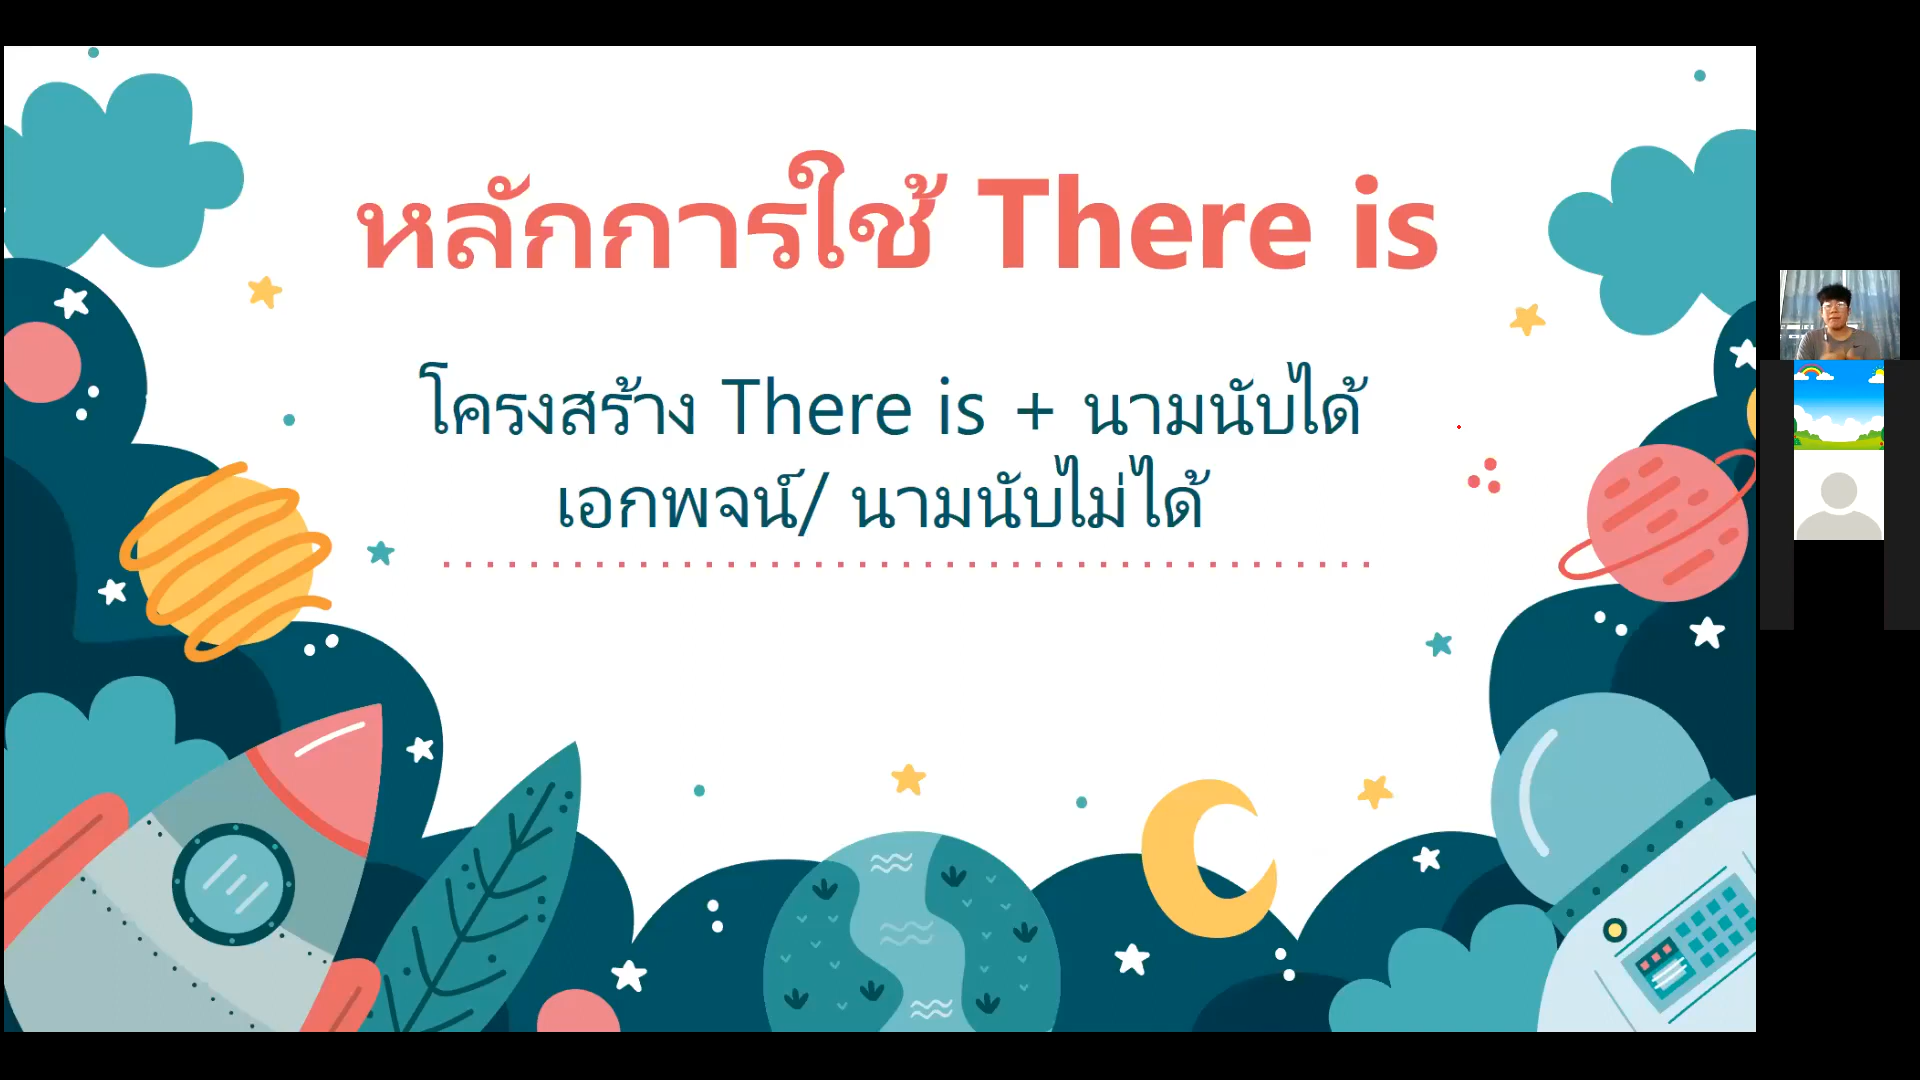 หลักการใช้ There is
โครงสร้าง There is + นามนับได้
เอกพจน์/ นามนับไม่ได้